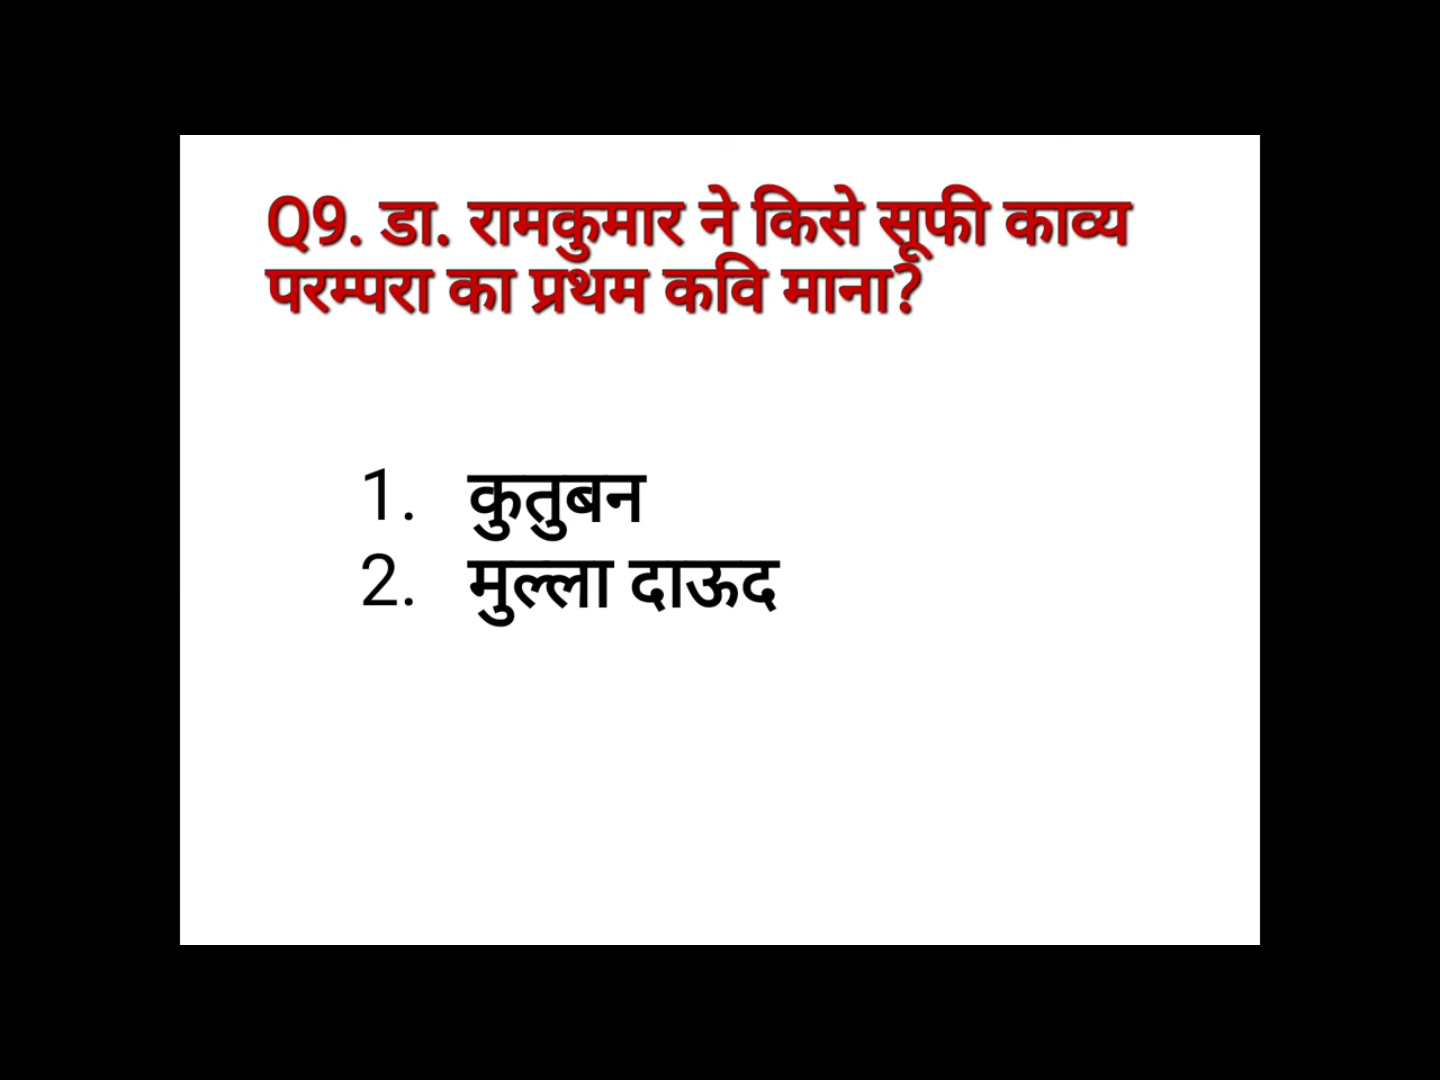 Q9. डा. रामकुमार ने किसे सूफी काव्य
परम्परा का प्रथम कवि माना?
1. कुतुबन
2. मुल्ला दाऊद